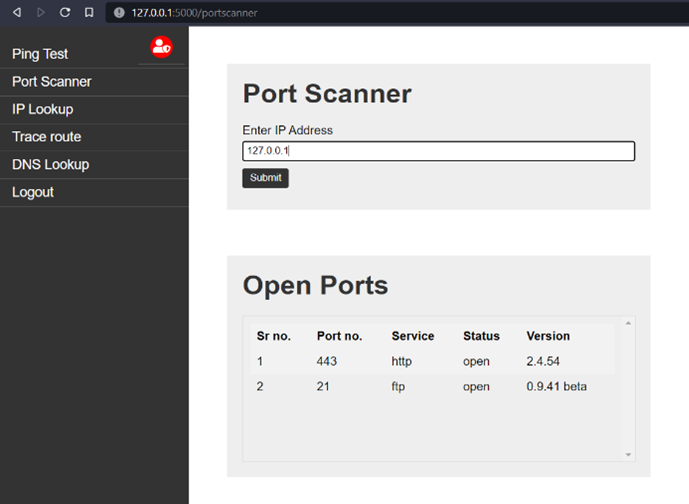 127.0.0.1:5000/portscanner
Ping Test
Port Scanner
IP Lookup
Trace route
DNS Lookup
Logout
Port Scanner
Enter IP Address
127.0.0.1
Submit
Open Ports
Sr no. Port no. Service Status Version
1 443 http open 2.4.54
2 21 ftp open 0.9.41 beta